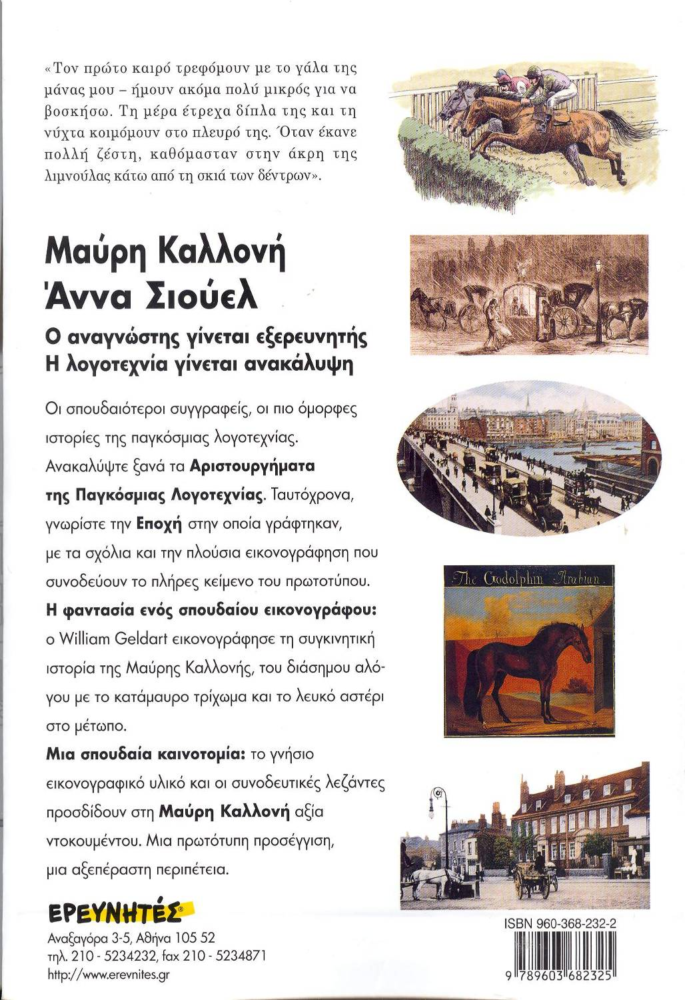 «Τον πρώτο καιρό τρεφόμουν με το γάλα της
μάνας μου – ήμουν ακόμα πολύ μικρός για να
βοσκήσω. Τη μέρα έτρεχα δίπλα της και τη
νύχτα κοιμόμουν στο πλευρό της. Όταν έκανε
πολλή ζέστη, καθόμασταν στην άκρη της
λιμνούλας κάτω από τη σκιά των δέντρων».
Μαύρη Καλλονή
Άννα Σιούελ
Ο αναγνώστης γίνεται εξερευνητής
Η λογοτεχνία γίνεται ανακάλυψη
Οι σπουδαιότεροι συγγραφείς, οι πιο όμορφες
ιστορίες της παγκόσμιας λογοτεχνίας.
Ανακαλύψτε ξανά τα Αριστουργήματα
της Παγκόσμιας Λογοτεχνίας. Ταυτόχρονα,
γνωρίστε την Εποχή στην οποία γράφτηκαν,
με τα σχόλια και την πλούσια εικονογράφηση που
συνοδεύουν το πλήρες κείμενο του πρωτοτύπου.
Η φαντασία ενός σπουδαίου εικονογράφου:
ο William Geldart εικονογράφησε τη συγκινητική
ιστορία της Μαύρης Καλλονής, του διάσημου αλό-
γου με το κατάμαυρο τρίχωμα και το λευκό αστέρι
στο μέτωπο.
Μια σπουδαία καινοτομία: το γνήσιο
εικονογραφικό υλικό και οι συνοδευτικές λεζάντες
προσδίδουν στη Μαύρη Καλλονή αξία
ντοκουμέντου. Μια πρωτότυπη προσέγγιση,
μια αξεπέραστη περιπέτεια.
ΕΡΕΥΝΗΤΈΣ®
Αναξαγόρα 3-5, Αθήνα 105 52
τηλ. 210 - 5234232, fax 210 - 5234871
http://www.erevnites.gr
The Godolphin Arabian.
ISBN 960-368-232-2
9 789603 682325